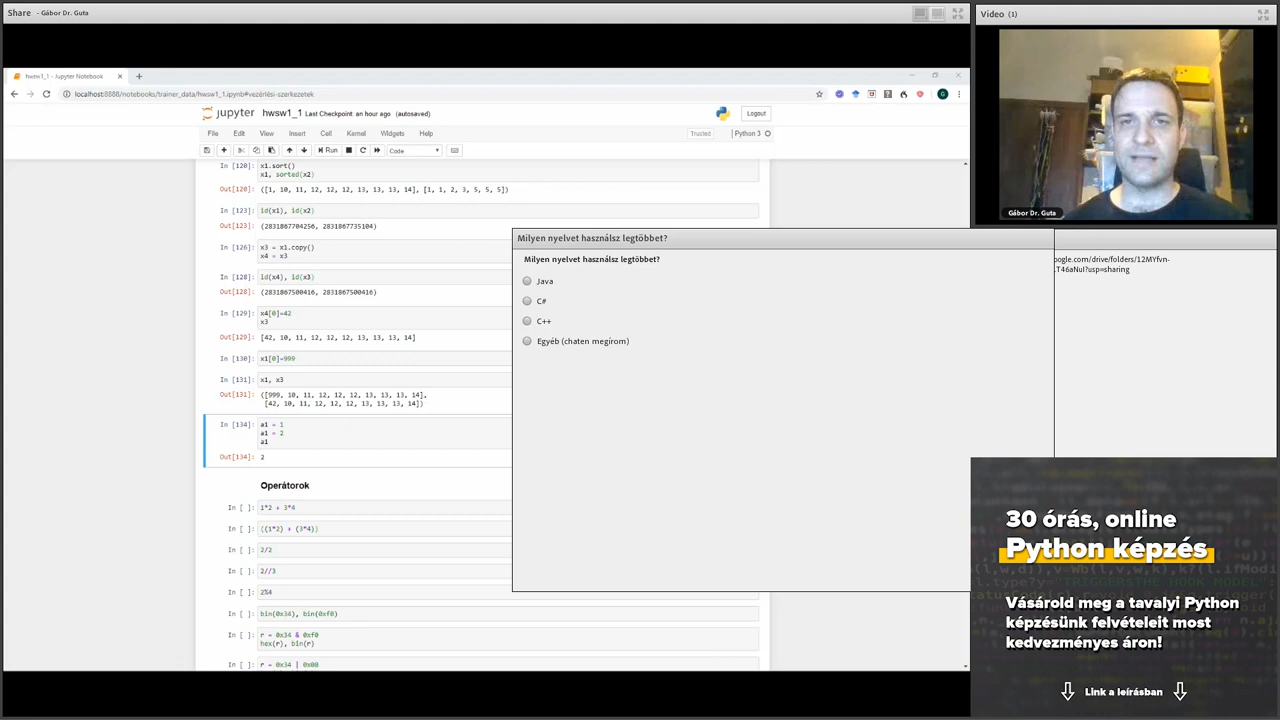 Share - Gábor Dr. Guta
hwsw1_1 - Jupyter Notebook
localhost:8888/notebooks/trainer_data/hwsw1_1.ipynb#vezérlési-szerkezetek
jupyter hwsw1_1 Last Checkpoint: an hour ago (autosaved)
Logout
File Edit View Insert Cell Kernel Widgets Help
Trusted Python 3
Run Code
In [120]: x1.sort()
x1, sorted(x2)
Out[120]: ([1, 10, 11, 12, 12, 12, 13, 13, 13, 14], [1, 1, 2, 3, 5, 5, 5])
In [123]: id(x1), id(x2)
Out[123]: (2831867704256, 2831867735104)
In [126]: x3 = x1.copy()
x4 = x3
In [128]: id(x4), id(x3)
Out[128]: (2831867500416, 2831867500416)
In [129]: x4[0]=42
x3
Out[129]: [42, 10, 11, 12, 12, 12, 13, 13, 13, 14]
In [130]: x1[0]=999
In [131]: x1, x3
Out[131]: ([999, 10, 11, 12, 12, 12, 13, 13, 13, 14],
[42, 10, 11, 12, 12, 12, 13, 13, 13, 14])
In [134]: a1 = 1
a1 = 2
a1
Out[134]: 2
Operátorok
In [ ]: 1*2 + 3*4
In [ ]: ((1*2) + (3*4))
In [ ]: 2/2
In [ ]: 2//3
In [ ]: 2%4
In [ ]: bin(0x34), bin(0xf0)
In [ ]: r = 0x34 & 0xf0
hex(r), bin(r)
In [ ]: r = 0x34 | 0x00
Milyen nyelvet használsz legtöbbet?
Milyen nyelvet használsz legtöbbet?
Java
C#
C++
Egyéb (chaten megírom)
Video (1)
Gábor Dr. Guta
oogle.com/drive/folders/12MYfvn-
.T46aNuI?usp=sharing
30 órás, online
Python képzés
Vásárold meg a tavalyi Python
képzésünk felvételeit most
kedvezményes áron!
Link a leírásban